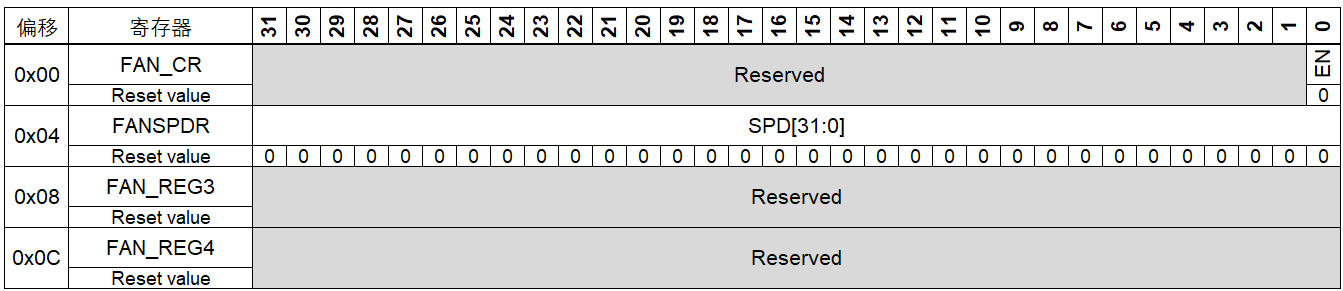 偏移 寄存器 31 30 29 28 27 26 25 24 23 22 21 20 19 18 17 16 15 14 13 12 11 10 9 8 7 6 5 4 3 2 1 0
0x00 FAN_CR Reserved EN
Reset value 0
0x04 FANSPDR SPD[31:0]
Reset value 0 0 0 0 0 0 0 0 0 0 0 0 0 0 0 0 0 0 0 0 0 0 0 0 0 0 0 0 0 0 0 0
0x08 FAN_REG3 Reserved
Reset value
0x0C FAN_REG4 Reserved
Reset value